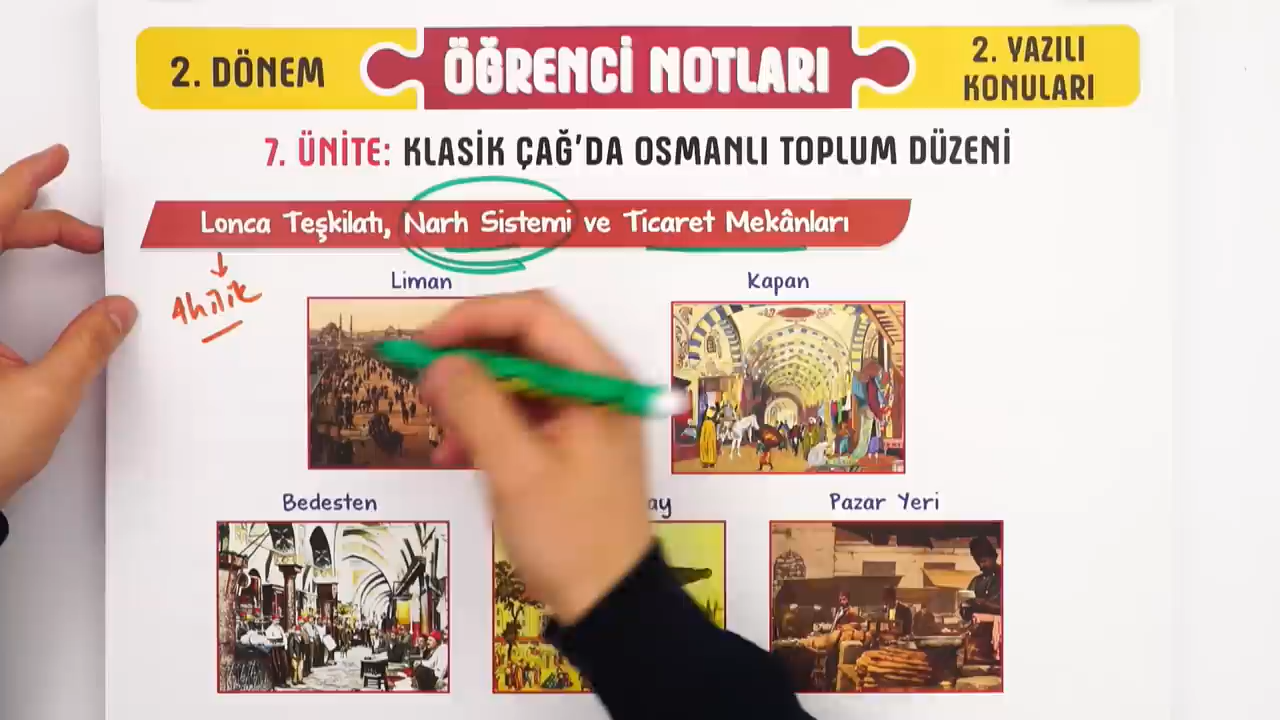 2. DÖNEM
ÖĞRENCİ NOTLARI
2. YAZILI
KONULARI
7. ÜNİTE: KLASİK ÇAĞ'DA OSMANLI TOPLUM DÜZENİ
Lonca Teşkilatı, Narh Sistemi ve Ticaret Mekânları
Ahilik
Liman
Kapan
Bedesten
Pazar Yeri